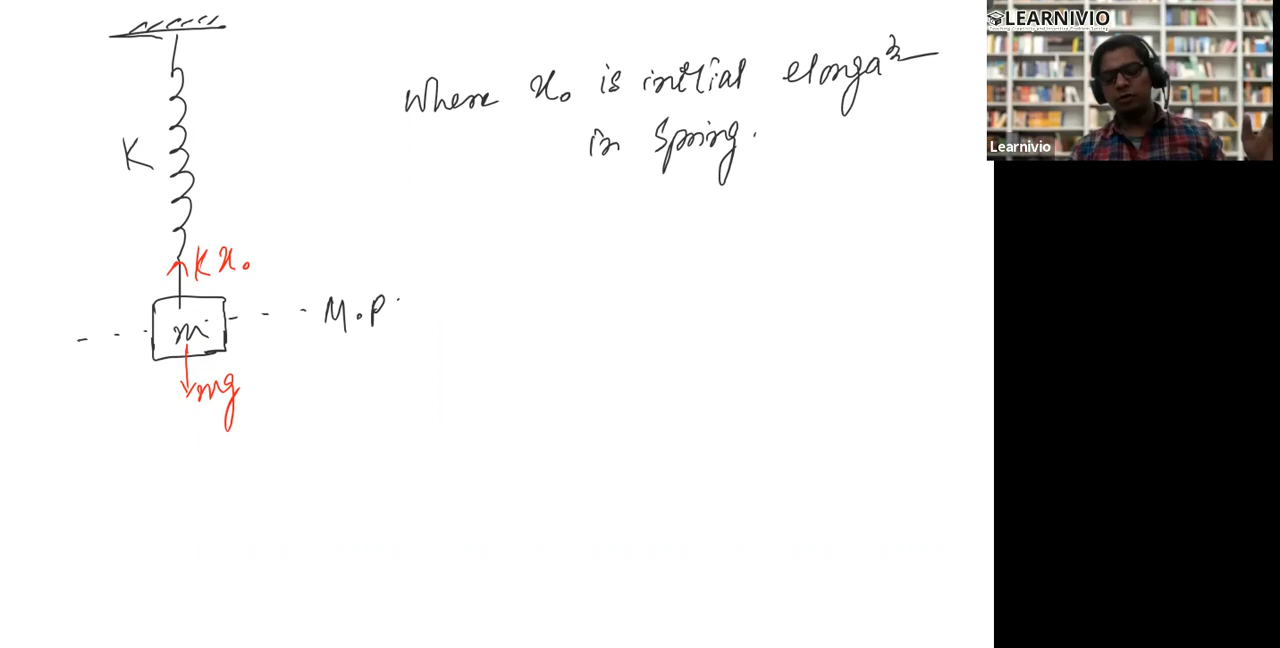 where x₀ is initial elongaⁿ
in Spring.
K
K x₀
m
M.P.
mg
LEARNIVIO
Learnivio